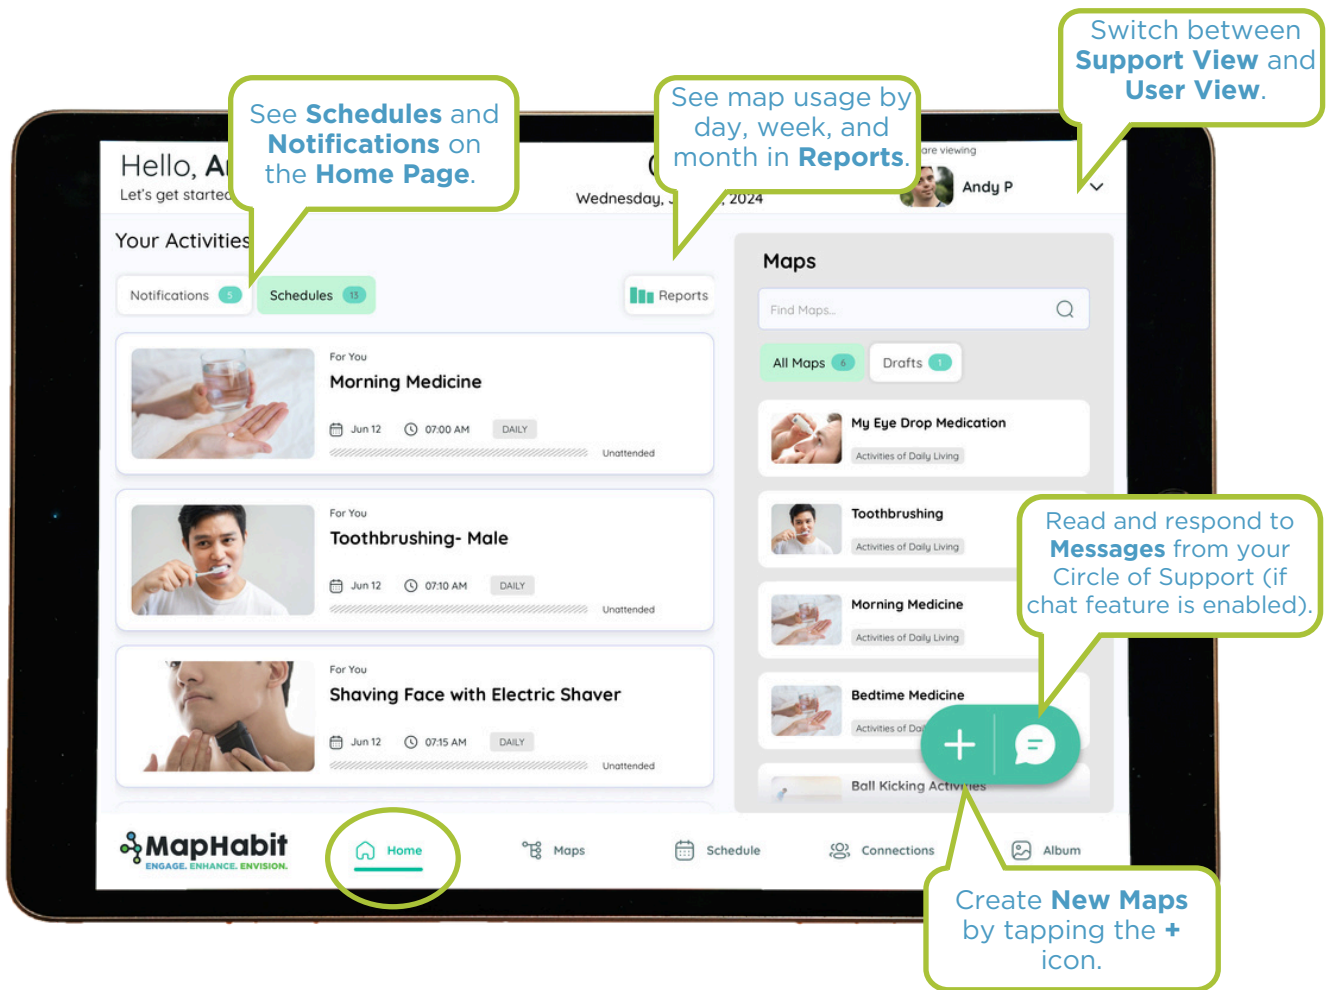 Switch between
Support View and
User View.
See Schedules and
Notifications on
the Home Page.
See map usage by
day, week, and
month in Reports.
Hello,
Let's get started
Wednesday, 2024
are viewing
Andy P
Your Activities
Notifications 5
Schedules 13
Reports
For You
Morning Medicine
Jun 12 07:00 AM DAILY
Unattended
For You
Toothbrushing- Male
Jun 12 07:10 AM DAILY
Unattended
For You
Shaving Face with Electric Shaver
Jun 12 07:15 AM DAILY
Unattended
Maps
Find Maps...
All Maps 6
Drafts 1
My Eye Drop Medication
Activities of Daily Living
Toothbrushing
Activities of Daily Living
Morning Medicine
Activities of Daily Living
Bedtime Medicine
Activities of
Ball Kicking Activities
Read and respond to
Messages from your
Circle of Support (if
chat feature is enabled).
MapHabit
ENGAGE. ENHANCE. ENVISION.
Home
Maps
Schedule
Connections
Album
Create New Maps
by tapping the +
icon.